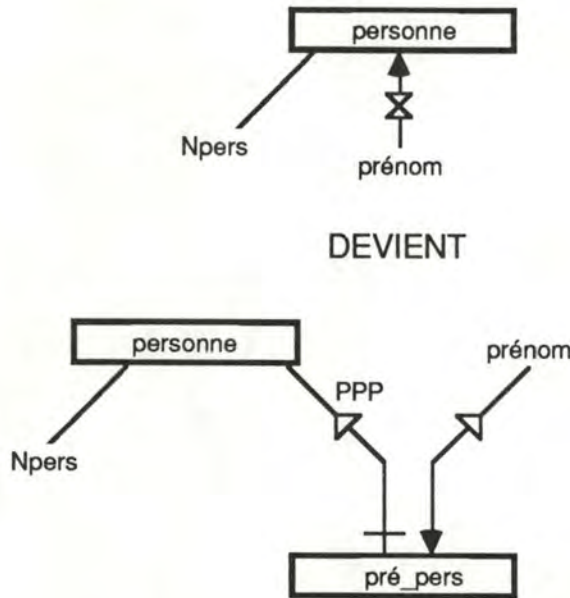 personne
Npers
prénom
DEVIENT
personne
prénom
PPP
Npers
pré_pers